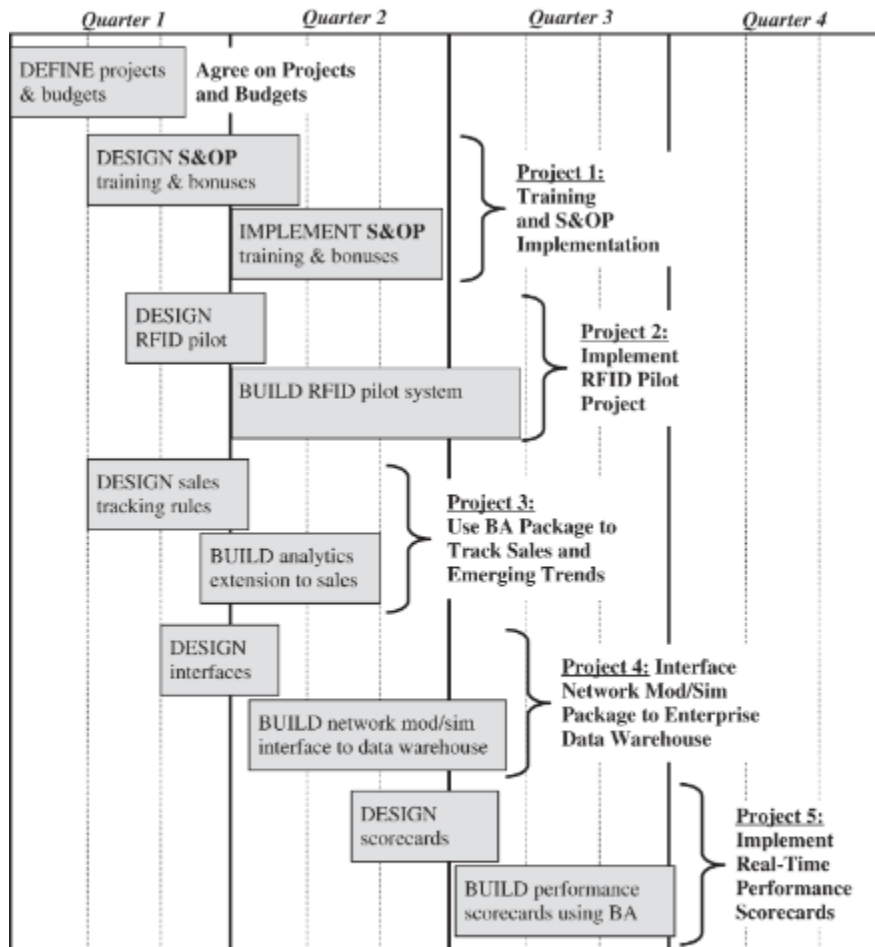 Quarter 1 Quarter 2 Quarter 3 Quarter 4
DEFINE projects
& budgets
Agree on Projects
and Budgets
DESIGN S&OP
training & bonuses
IMPLEMENT S&OP
training & bonuses
Project 1:
Training
and S&OP
Implementation
DESIGN
RFID pilot
BUILD RFID pilot system
Project 2:
Implement
RFID Pilot
Project
DESIGN sales
tracking rules
BUILD analytics
extension to sales
Project 3:
Use BA Package to
Track Sales and
Emerging Trends
DESIGN
interfaces
BUILD network mod/sim
interface to data warehouse
Project 4: Interface
Network Mod/Sim
Package to Enterprise
Data Warehouse
DESIGN
scorecards
BUILD performance
scorecards using BA
Project 5:
Implement
Real-Time
Performance
Scorecards